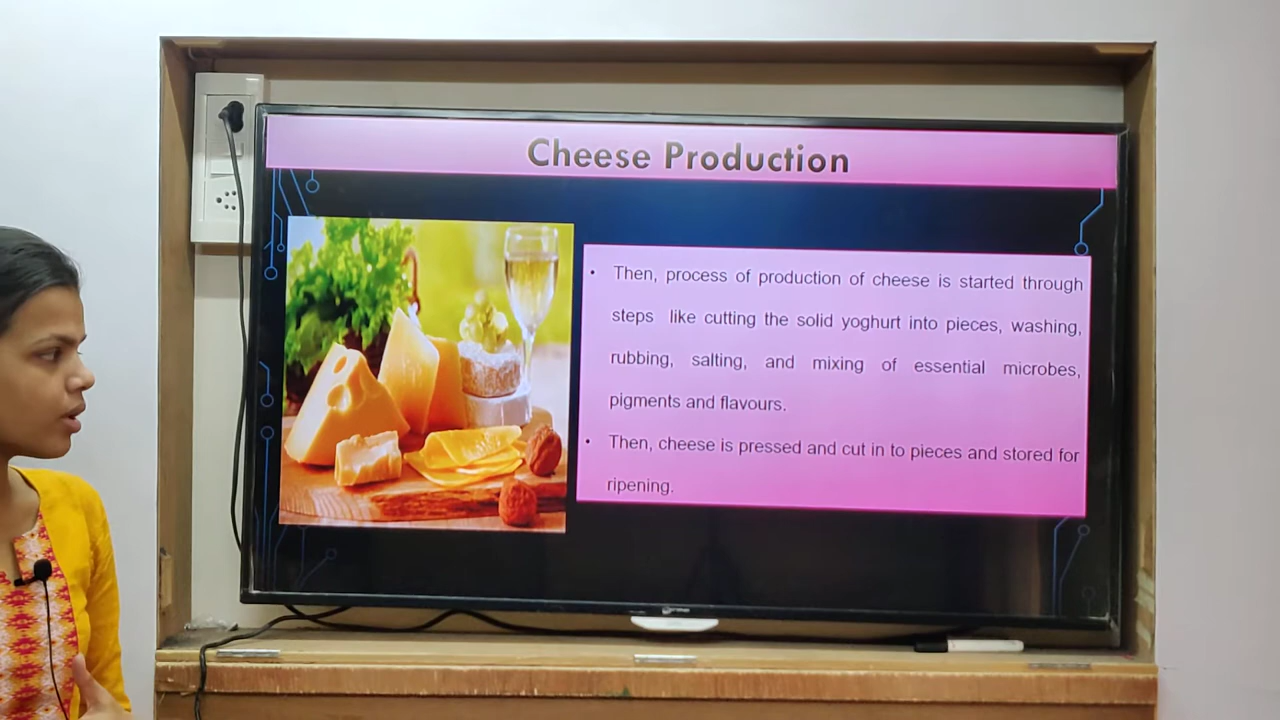 Cheese Production
• Then, process of production of cheese is started through
steps like cutting the solid yoghurt into pieces, washing,
rubbing, salting, and mixing of essential microbes,
pigments and flavours.
• Then, cheese is pressed and cut in to pieces and stored for
ripening.